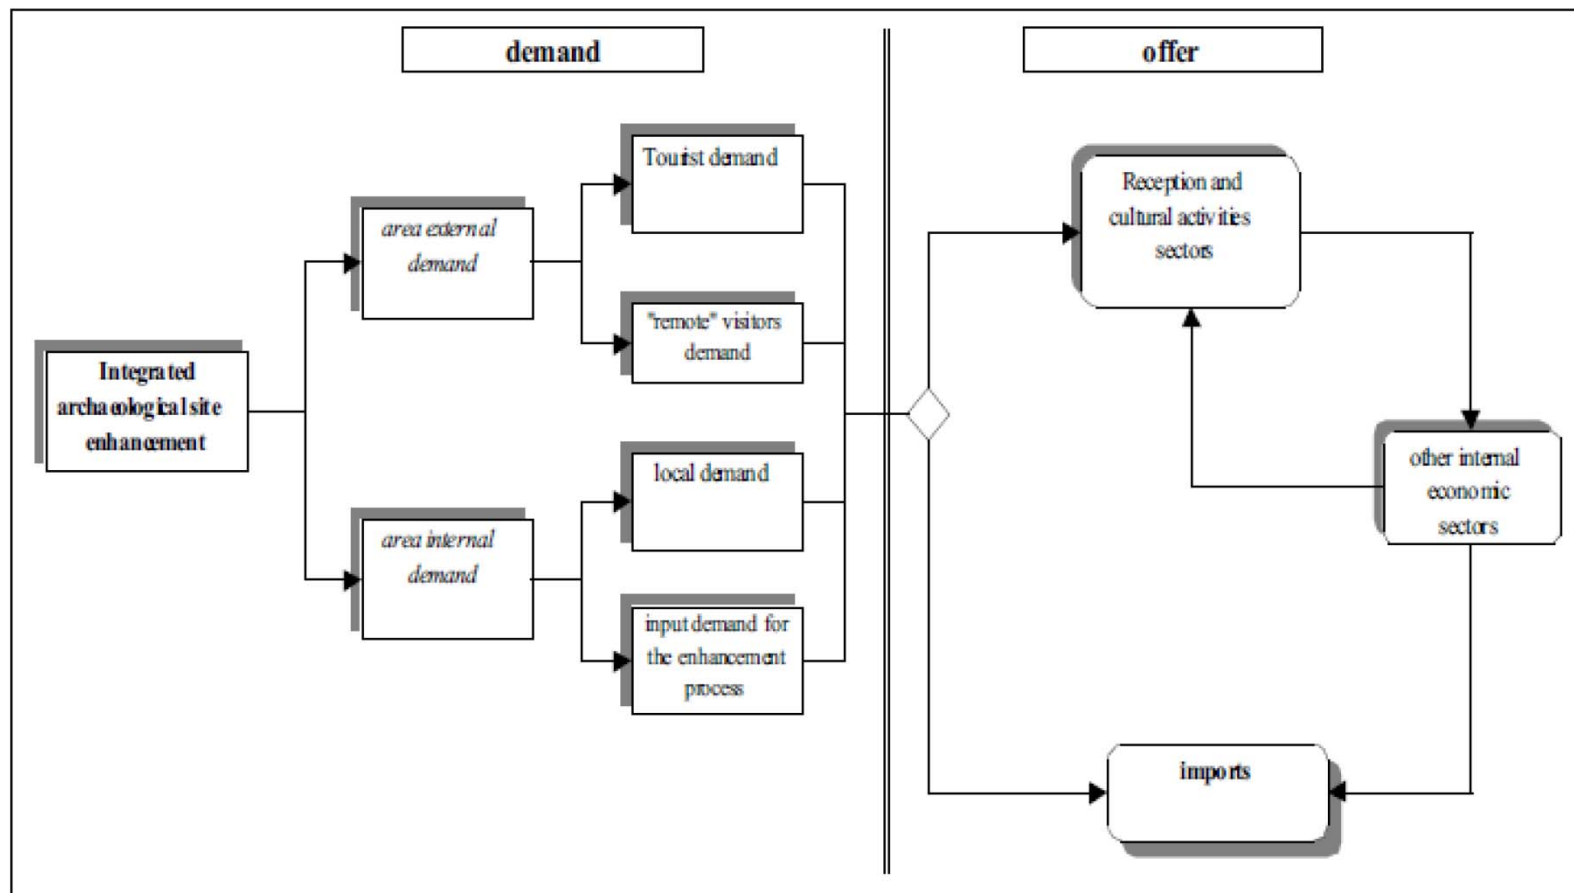 demand
offer
Tourist demand
area external
demand
"remote" visitors
demand
Integrated
archaeological site
enhancement
local demand
area internal
demand
input demand for
the enhancement
process
Reception and
cultural activities
sectors
other internal
economic
sectors
imports